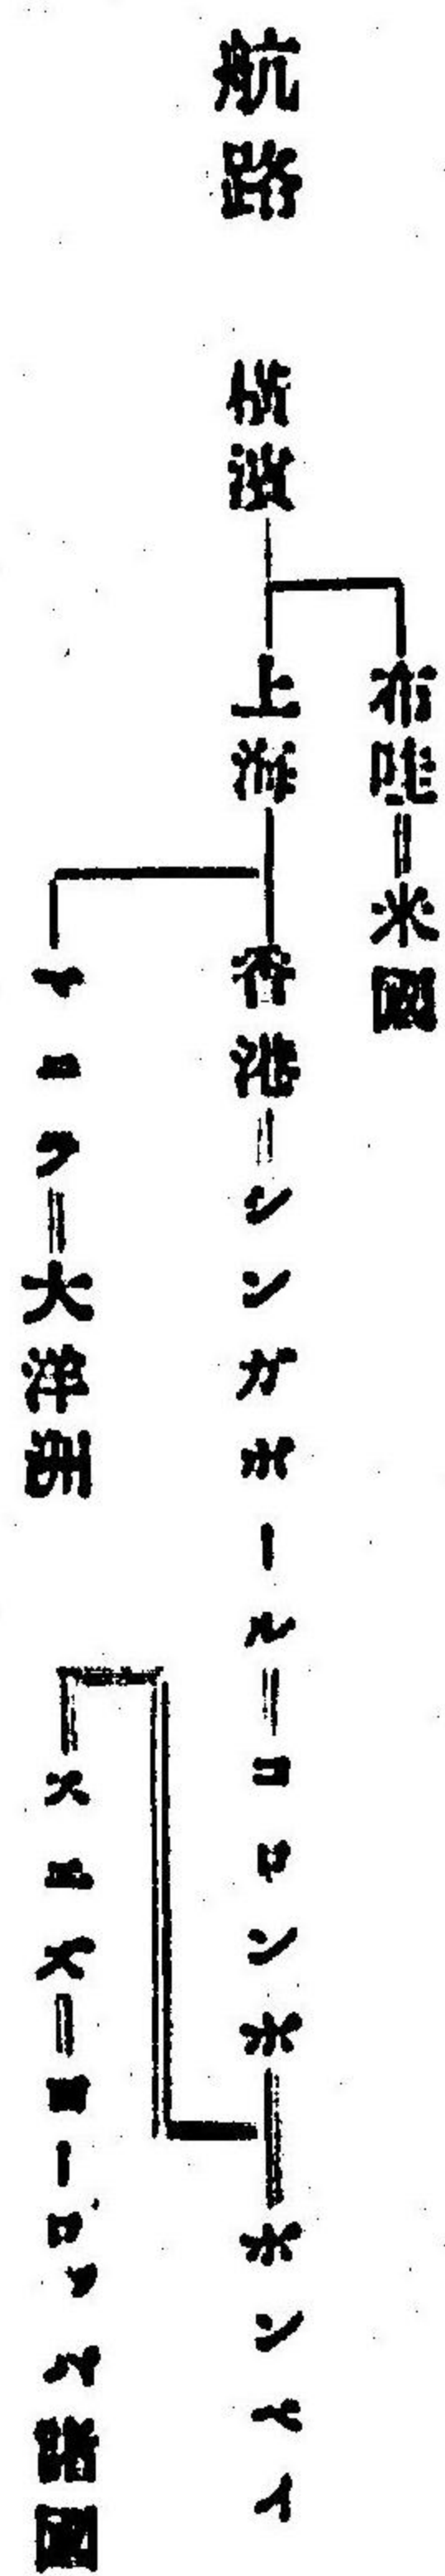 航路
横濱
布哇=米國
上海
香港=シンガポール=コロンボ=ボンベイ
マニラ=大洋洲
スエズ=ヨーロッパ諸國